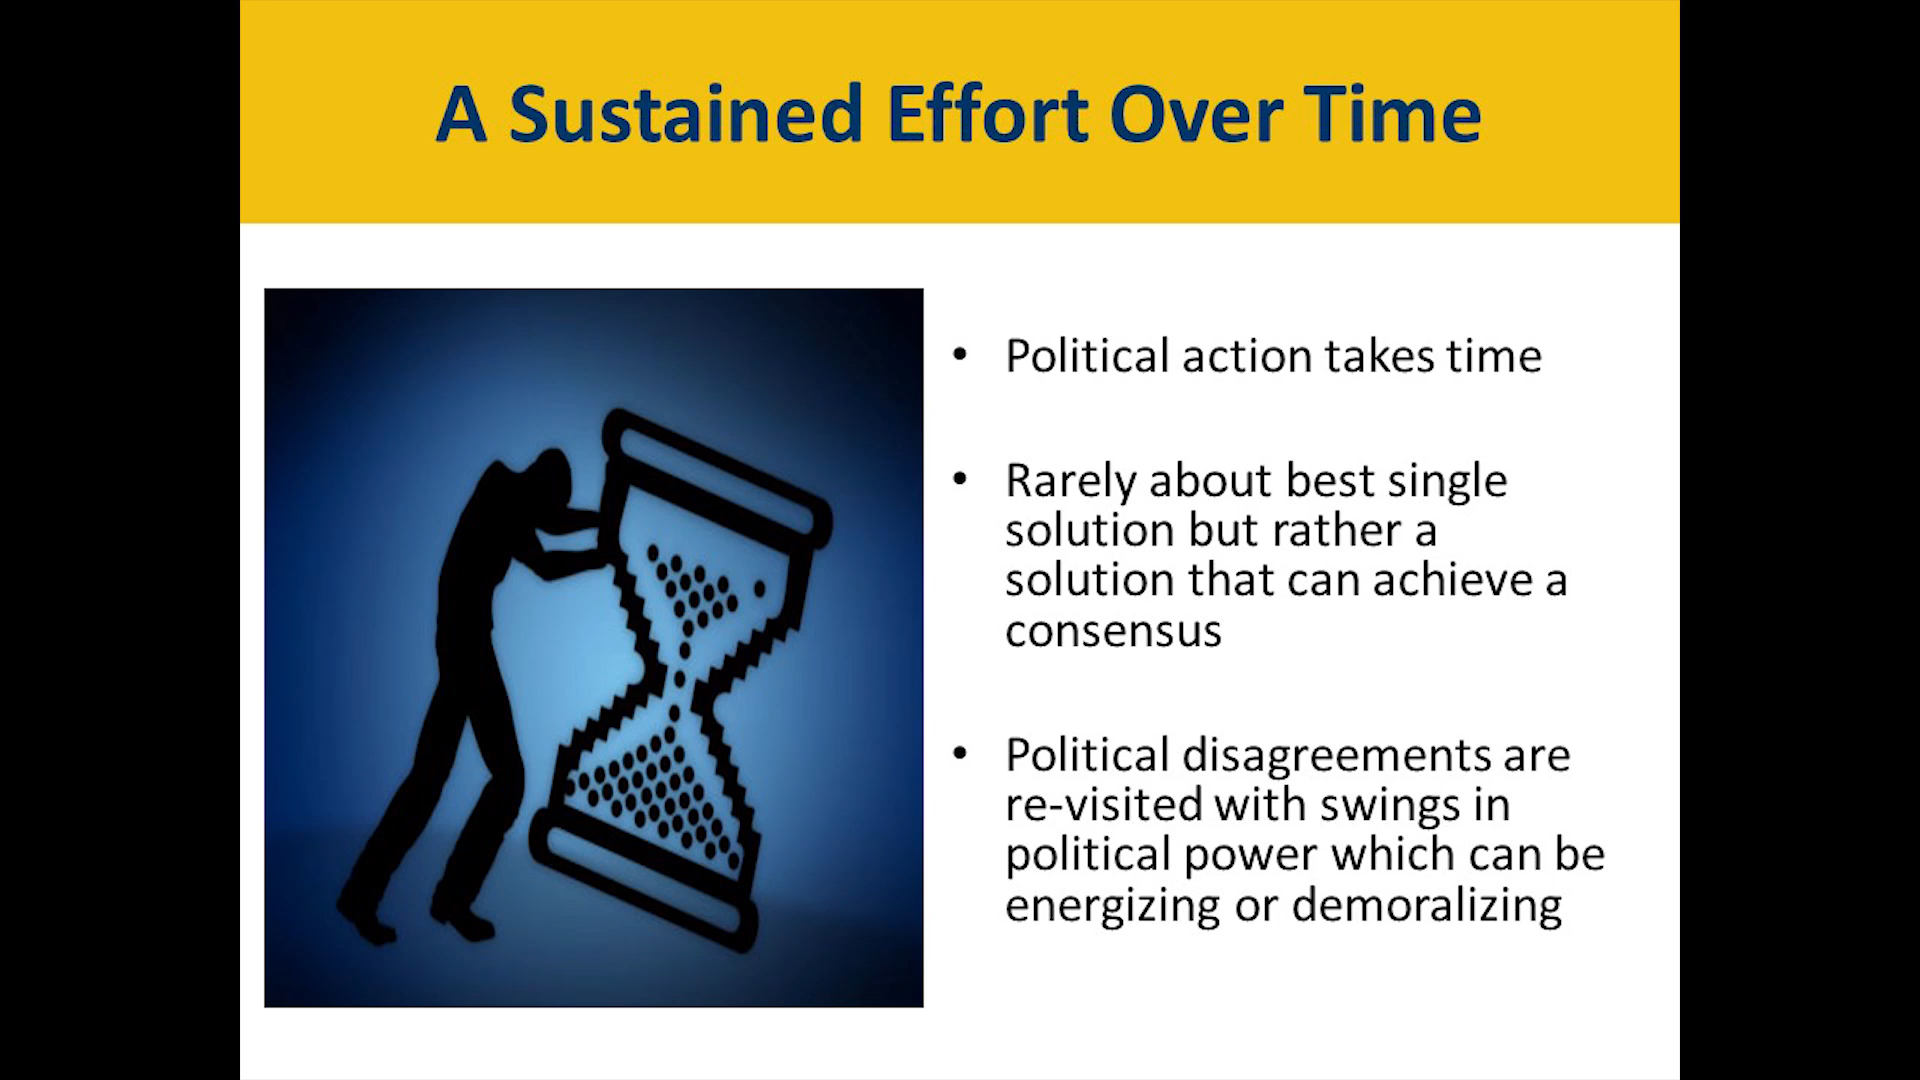 A Sustained Effort Over Time
• Political action takes time
• Rarely about best single
solution but rather a
solution that can achieve a
consensus
• Political disagreements are
re-visited with swings in
political power which can be
energizing or demoralizing